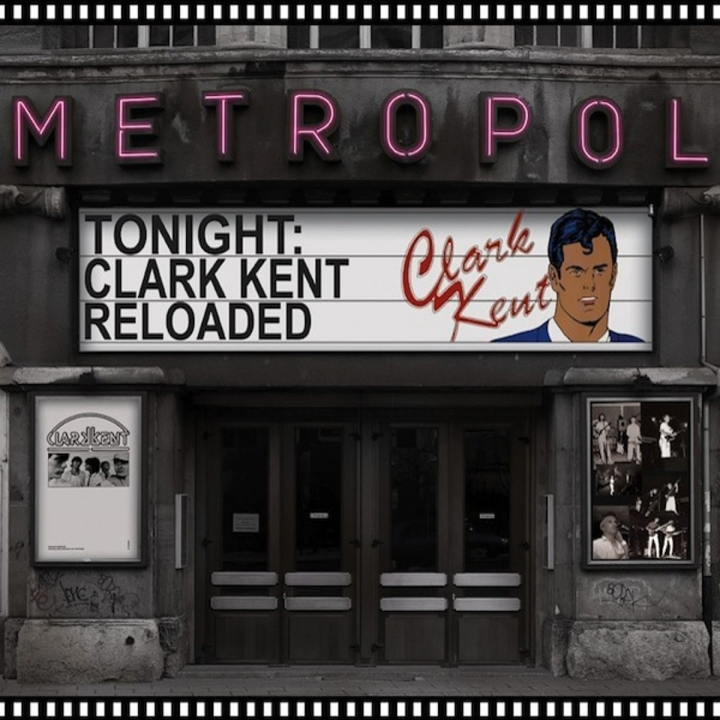 METROPOL
TONIGHT:
CLARK KENT
RELOADED
Clark
Kent
CLARK KENT